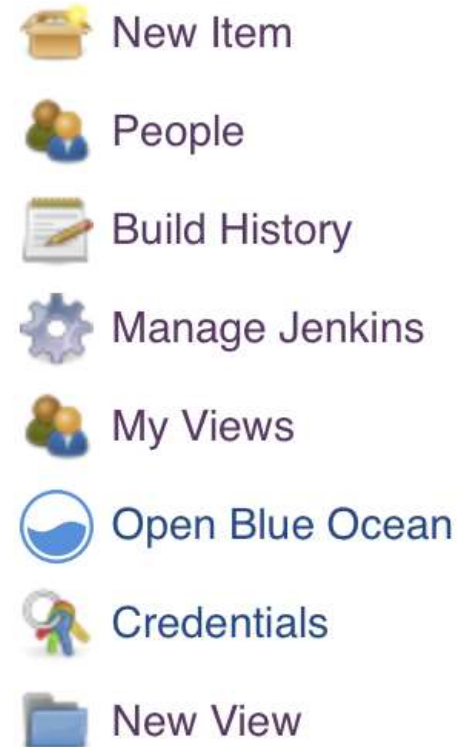 New Item
People
Build History
Manage Jenkins
My Views
Open Blue Ocean
Credentials
New View